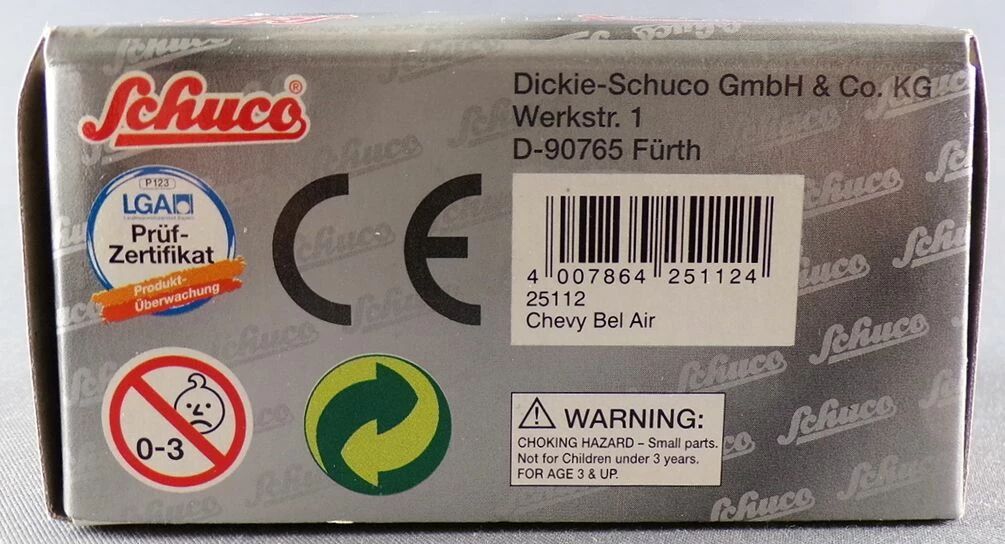 Schuco®
Dickie-Schuco GmbH & Co. KG
Werkstr. 1
D-90765 Fürth
P123
LGA
Prüf-
Zertifikat
Produkt-
Überwachung
CE
4 007864 251124
25112
Chevy Bel Air
0-3
⚠ WARNING:
CHOKING HAZARD – Small parts.
Not for Children under 3 years.
FOR AGE 3 & UP.